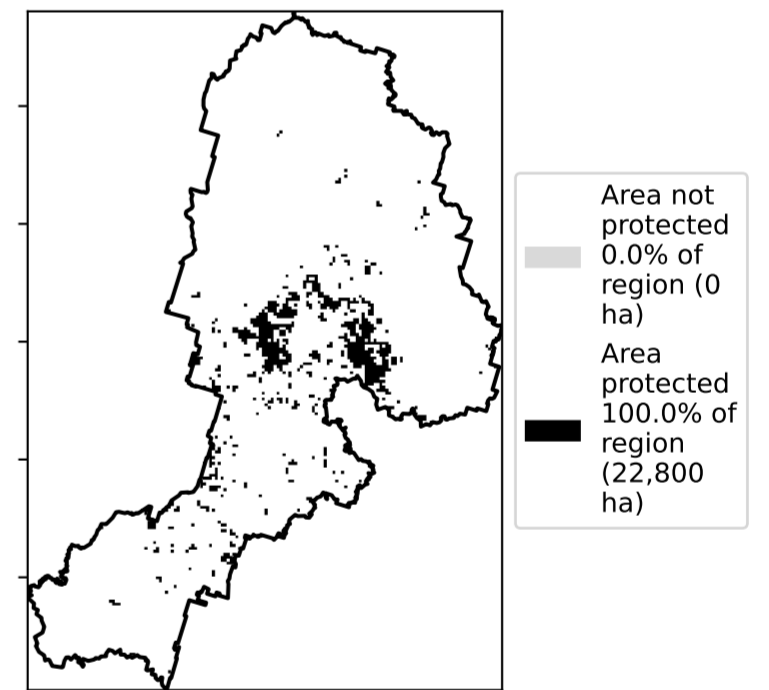 Area not
protected
0.0% of
region (0
ha)
Area
protected
100.0% of
region
(22,800
ha)